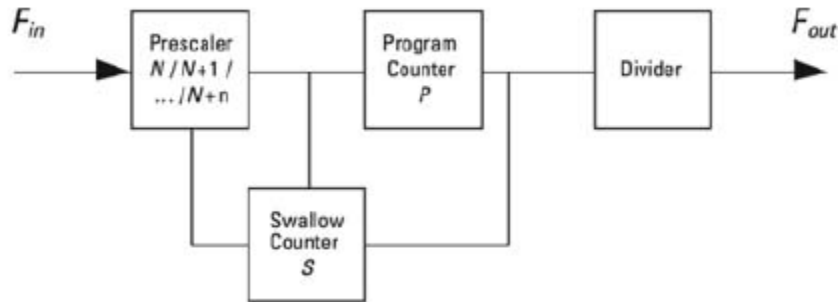 F_in
Prescaler
N / N+1 /
... / N+n
Program
Counter
P
Divider
F_out
Swallow
Counter
S